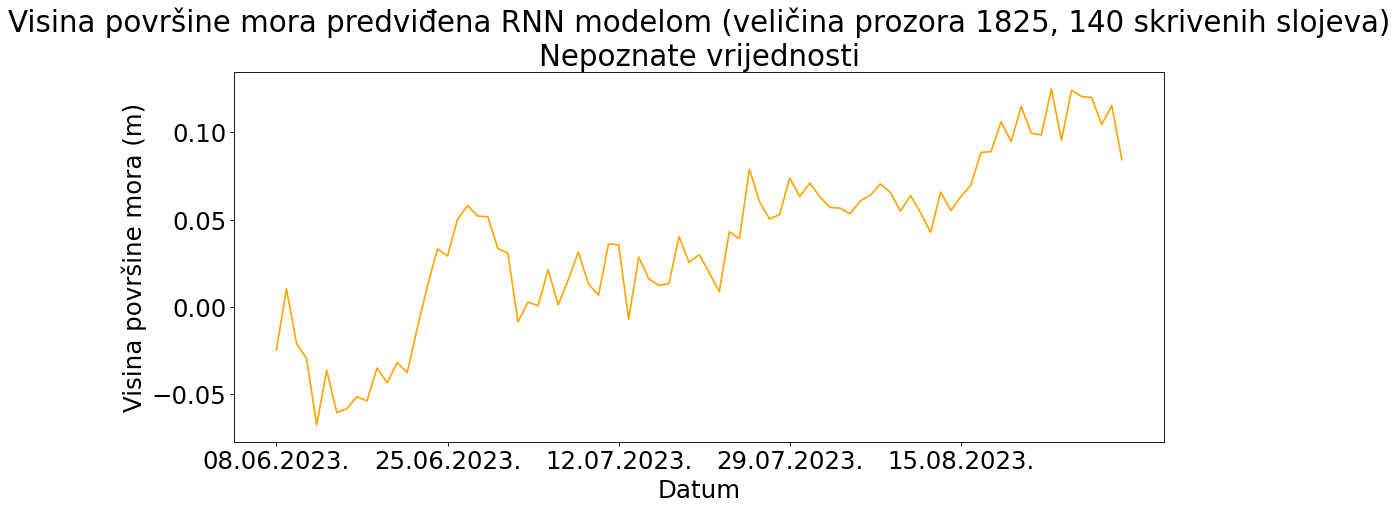 Visina površine mora predviđena RNN modelom (veličina prozora 1825, 140 skrivenih slojeva)
Nepoznate vrijednosti
Visina površine mora (m)
0.10
0.05
0.00
−0.05
08.06.2023. 25.06.2023. 12.07.2023. 29.07.2023. 15.08.2023.
Datum